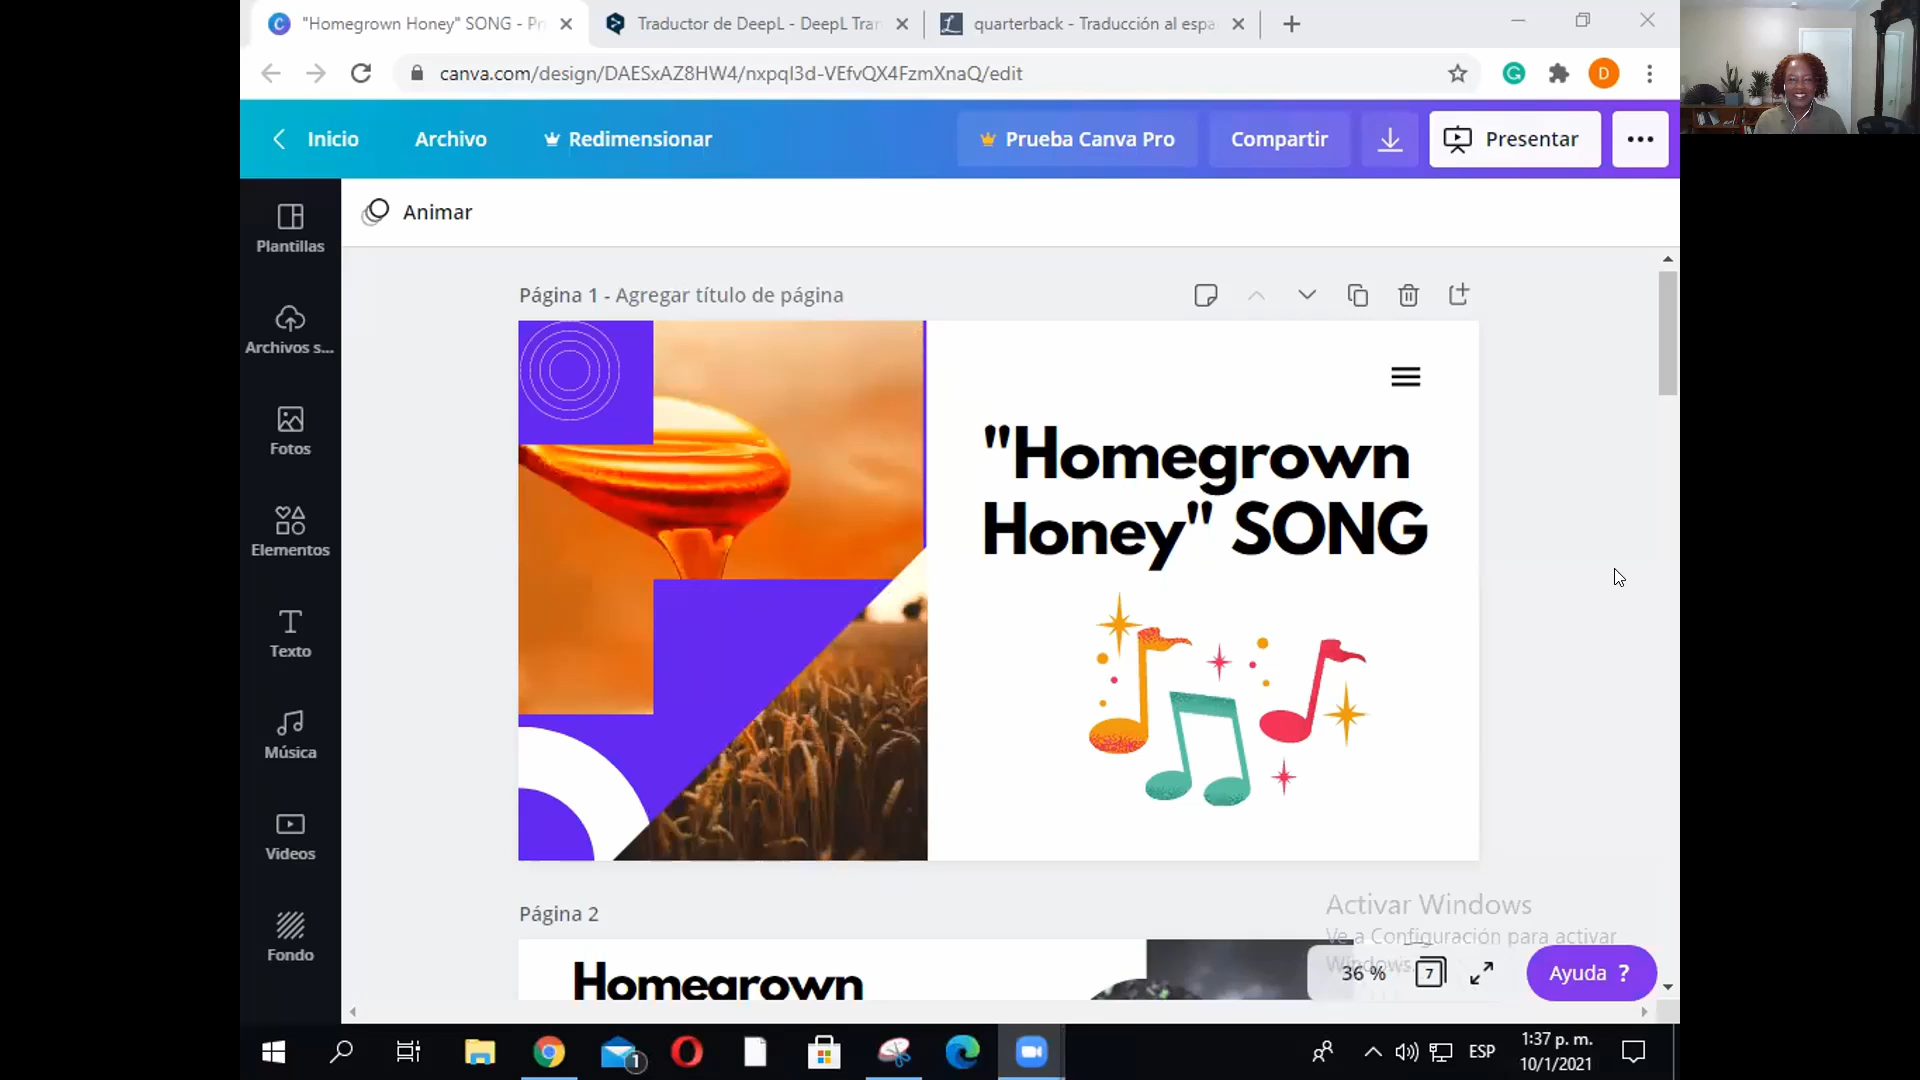 "Homegrown Honey" SONG - Pr
Traductor de DeepL - DeepL Tran
quarterback - Traducción al espa
canva.com/design/DAESxAZ8HW4/nxpql3d-VEfvQX4FzmXnaQ/edit
D
Inicio
Archivo
Redimensionar
Prueba Canva Pro
Compartir
Presentar
Animar
Plantillas
Archivos s...
Fotos
Elementos
Texto
Música
Videos
Fondo
Página 1 - Agregar título de página
"Homegrown
Honey" SONG
Página 2
Homegrown
Activar Windows
Ve a Configuración para activar
Windows.
36 %
7
Ayuda ?
1
ESP
1:37 p. m.
10/1/2021